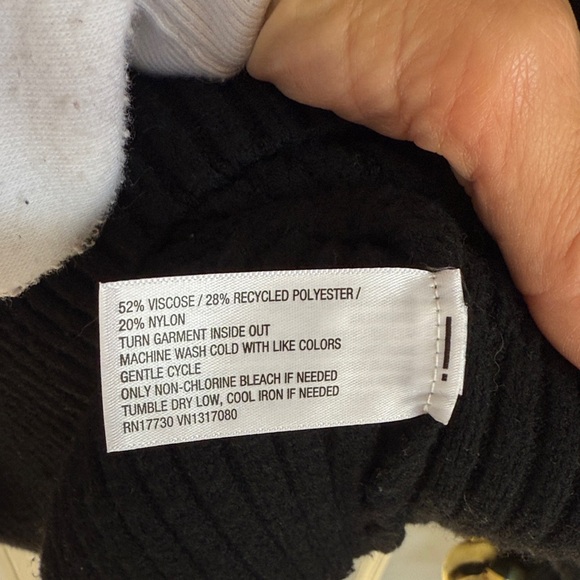 52% VISCOSE / 28% RECYCLED POLYESTER /
20% NYLON
TURN GARMENT INSIDE OUT
MACHINE WASH COLD WITH LIKE COLORS
GENTLE CYCLE
ONLY NON-CHLORINE BLEACH IF NEEDED
TUMBLE DRY LOW, COOL IRON IF NEEDED
RN17730 VN1317080